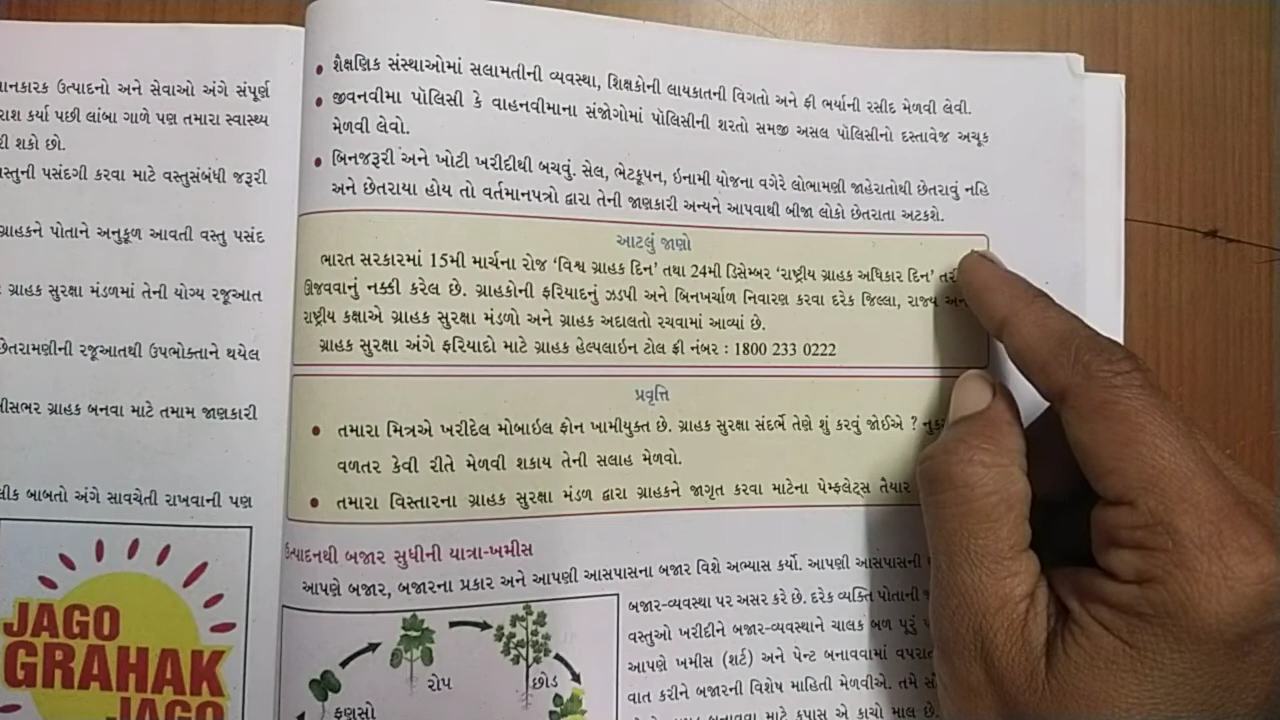 ઉત્પાદનો અને સેવાઓ અંગે સંપૂર્ણ
કર્યા પછી લાંબા ગાળે પણ તમારા સ્વાસ્થ્ય
શકો છો.
પસંદગી કરવા માટે વસ્તુસંબંધી જરૂરી
ગ્રાહકને પોતાને અનુકૂળ આવતી વસ્તુ પસંદ
ગ્રાહક સુરક્ષા મંડળમાં તેની યોગ્ય રજૂઆત
છેતરામણીની રજૂઆતથી ઉપભોક્તાને થયેલ
ગ્રાહક બનવા માટે તમામ જાણકારી
બાબતો અંગે સાવચેતી રાખવાની પણ
JAGO
GRAHAK
JAGO
• શૈક્ષણિક સંસ્થાઓમાં સલામતીની વ્યવસ્થા, શિક્ષકોની લાયકાતની વિગતો અને ફી ભર્યાની રસીદ મેળવી લેવી.
• જીવનવીમા પૉલિસી કે વાહનવીમાના સંજોગોમાં પૉલિસીની શરતો સમજી અસલ પૉલિસીનો દસ્તાવેજ અચૂક
મેળવી લેવો.
• બિનજરૂરી અને ખોટી ખરીદીથી બચવું. સેલ, ભેટકૂપન, ઇનામી યોજના વગેરે લોભામણી જાહેરાતોથી છેતરાવું નહિ
અને છેતરાયા હોય તો વર્તમાનપત્રો દ્વારા તેની જાણકારી અન્યને આપવાથી બીજા લોકો છેતરાતા અટકશે.
આટલું જાણો
ભારત સરકારમાં 15મી માર્ચના રોજ ‘વિશ્વ ગ્રાહક દિન’ તથા 24મી ડિસેમ્બર ‘રાષ્ટ્રીય ગ્રાહક અધિકાર દિન’
ઊજવવાનું નક્કી કરેલ છે. ગ્રાહકોની ફરિયાદનું ઝડપી અને બિનખર્ચાળ નિવારણ કરવા દરેક જિલ્લા, રાજ્ય અને
રાષ્ટ્રીય કક્ષાએ ગ્રાહક સુરક્ષા મંડળો અને ગ્રાહક અદાલતો રચવામાં આવ્યાં છે.
ગ્રાહક સુરક્ષા અંગે ફરિયાદો માટે ગ્રાહક હેલ્પલાઇન ટોલ ફ્રી નંબર : 1800 233 0222
પ્રવૃત્તિ
• તમારા મિત્રએ ખરીદેલ મોબાઇલ ફોન ખામીયુક્ત છે. ગ્રાહક સુરક્ષા સંદર્ભે તેણે શું કરવું જોઈએ ?
વળતર કેવી રીતે મેળવી શકાય તેની સલાહ મેળવો.
• તમારા વિસ્તારના ગ્રાહક સુરક્ષા મંડળ દ્વારા ગ્રાહકને જાગૃત કરવા માટેના પેમ્ફલેટ્સ તૈયાર
ઉત્પાદનથી બજાર સુધીની યાત્રા-ખમીસ
આપણે બજાર, બજારના પ્રકાર અને આપણી આસપાસના બજાર વિશે અભ્યાસ કર્યો. આપણી આસપાસની
બજાર-વ્યવસ્થા પર અસર કરે છે. દરેક વ્યક્તિ પોતાની
વસ્તુઓ ખરીદીને બજાર-વ્યવસ્થાને ચાલક બળ પૂરું
આપણે ખમીસ (શર્ટ) અને પેન્ટ બનાવવામાં
વાત કરીને બજારની વિશેષ માહિતી મેળવીએ. તમે
બનાવવા માટે કપાસ એ કાચો માલ છે.
ફણસો
રોપ
છોડ